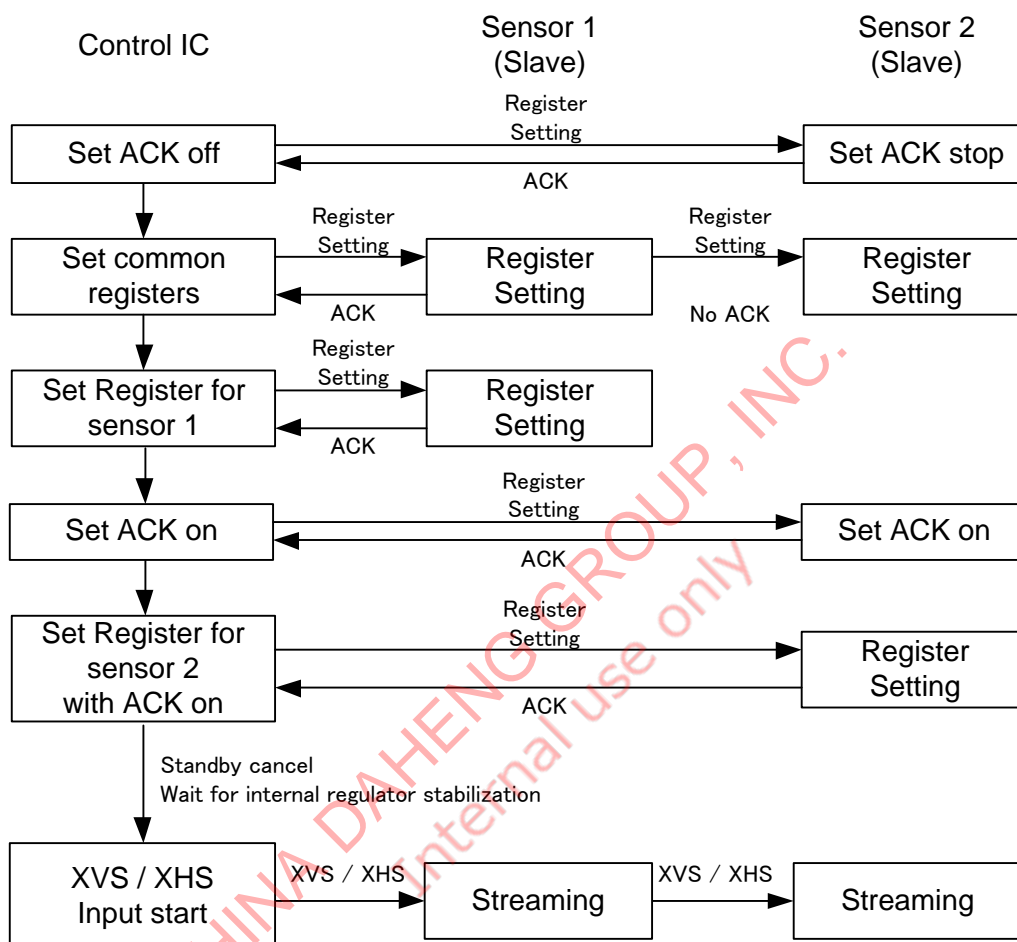 Control IC
Sensor 1
(Slave)
Sensor 2
(Slave)
Register
Setting
Set ACK off
Set ACK stop
ACK
Register
Setting
Register
Setting
Set common
registers
Register
Setting
Register
Setting
ACK
No ACK
Register
Setting
Set Register for
sensor 1
Register
Setting
ACK
Register
Setting
Set ACK on
Set ACK on
ACK
Register
Setting
Set Register for
sensor 2
with ACK on
Register
Setting
ACK
Standby cancel
Wait for internal regulator stabilization
XVS / XHS
Input start
XVS / XHS
Streaming
XVS / XHS
Streaming
HINA DAHENG GROUP, INC.
Internal use only